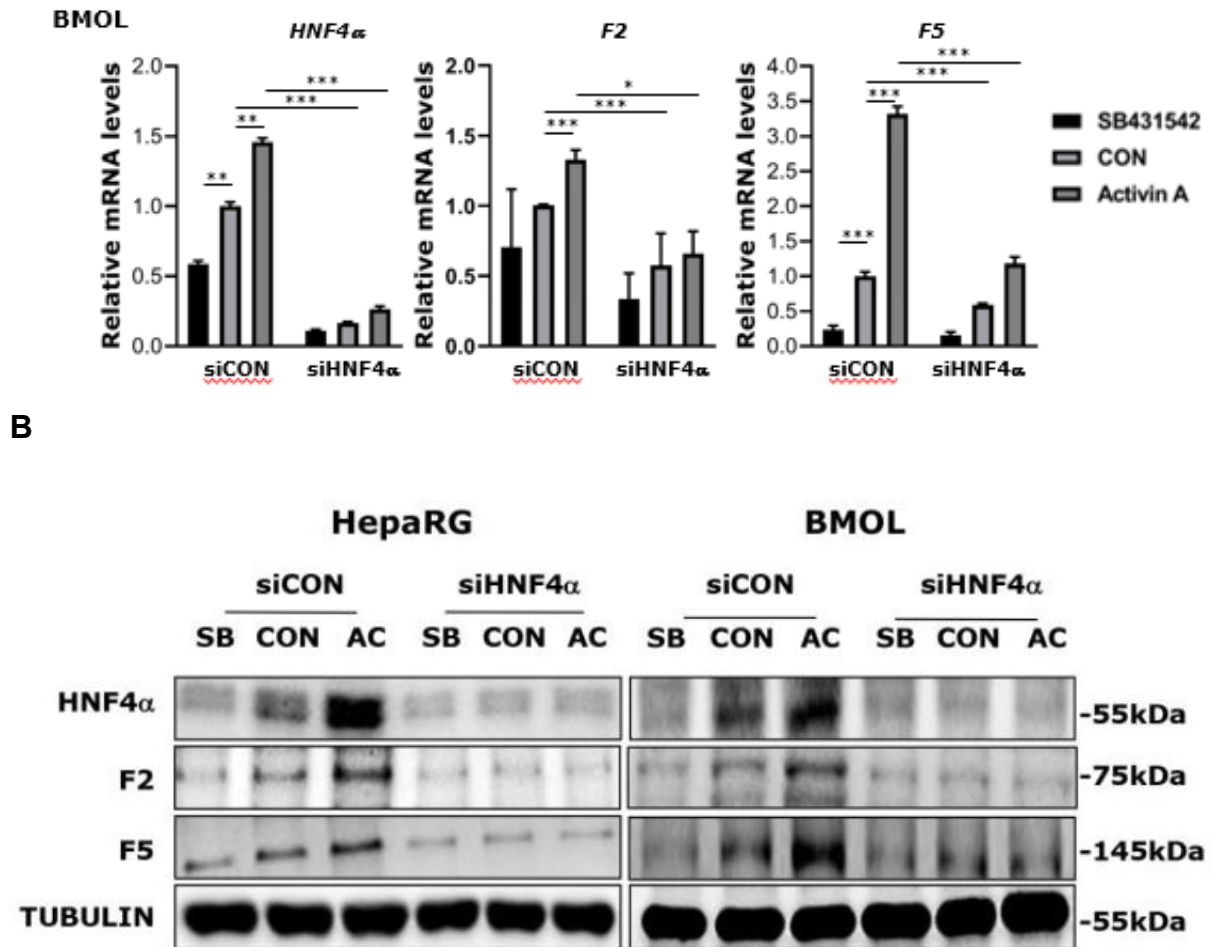 BMOL
HNF4α F2 F5
Relative mRNA levels
2.0
1.5
1.0
0.5
0.0
** ** *** ***
siCON siHNF4α
Relative mRNA levels
2.0
1.5
1.0
0.5
0.0
*** *** *
siCON siHNF4α
Relative mRNA levels
4.0
3.5
3.0
2.5
2.0
1.5
1.0
0.5
0.0
*** *** *** ***
siCON siHNF4α
SB431542
CON
Activin A
B
HepaRG BMOL
siCON siHNF4α siCON siHNF4α
SB CON AC SB CON AC SB CON AC SB CON AC
HNF4α -55kDa
F2 -75kDa
F5 -145kDa
TUBULIN -55kDa